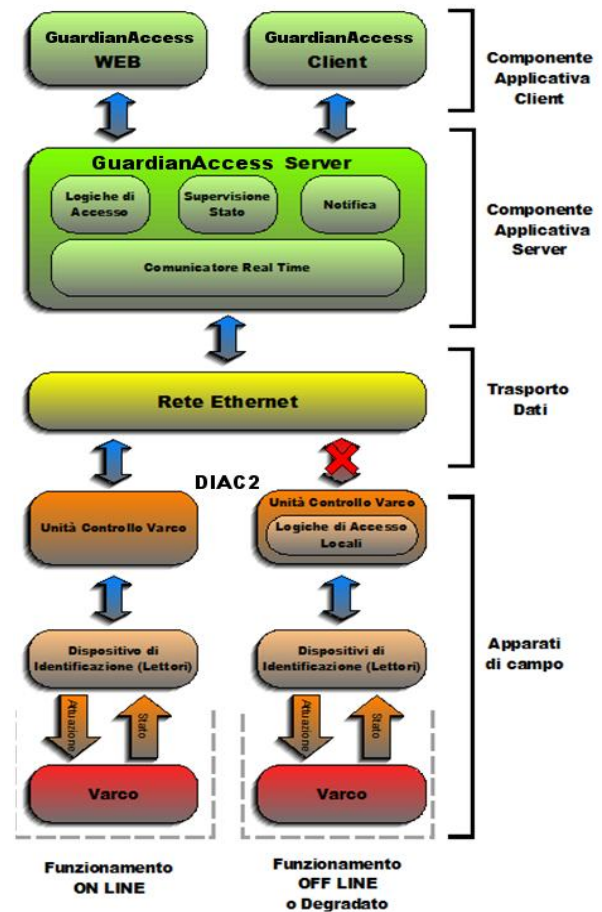 GuardianAccess
WEB
GuardianAccess
Client
Componente
Applicativa
Client
GuardianAccess Server
Logiche di
Accesso
Supervisione
Stato
Notifica
Comunicatore Real Time
Componente
Applicativa
Server
Rete Ethernet
Trasporto
Dati
DIAC2
Unità Controllo Varco
Unità Controllo Varco
Logiche di Accesso
Locali
Dispositivo di
Identificazione (Lettori)
Dispositivi di
Identificazione (Lettori)
Apparati
di campo
Attuazione
Stato
Attuazione
Stato
Varco
Varco
Funzionamento
ON LINE
Funzionamento
OFF LINE
o Degradato